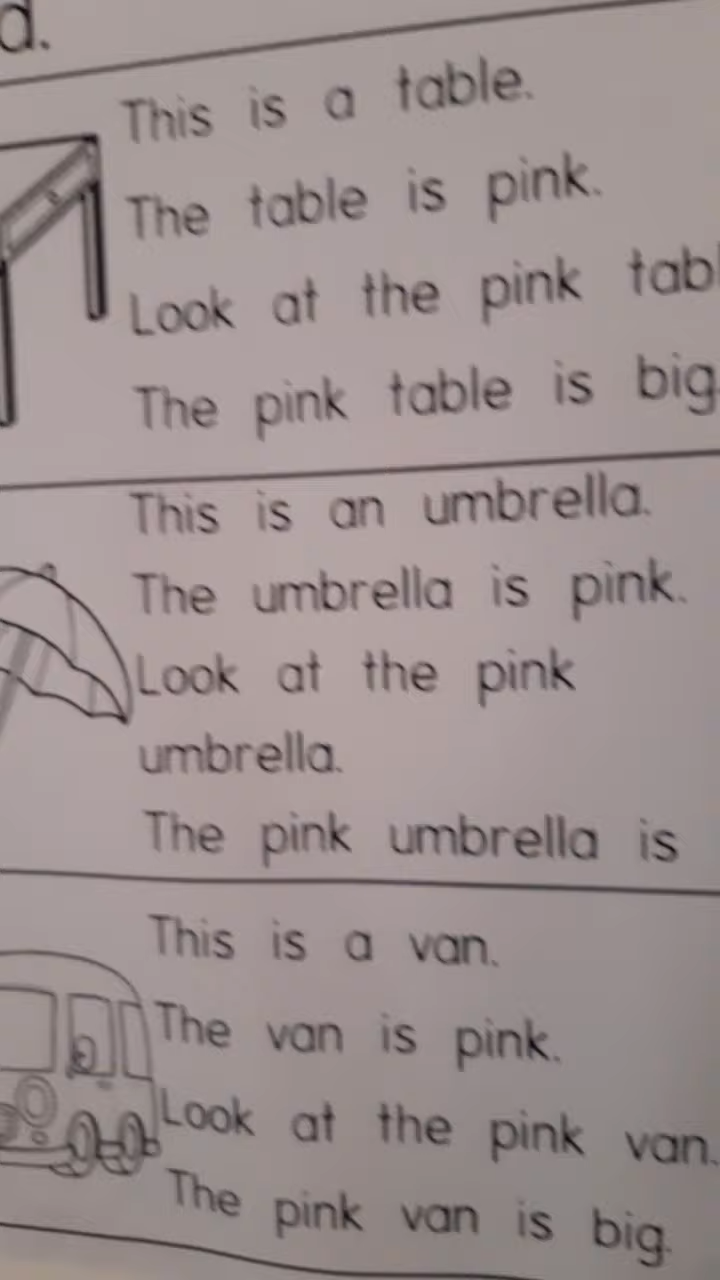 d.
This is a table.
The table is pink.
Look at the pink tabl
The pink table is big
This is an umbrella.
The umbrella is pink.
Look at the pink
umbrella.
The pink umbrella is
This is a van.
The van is pink.
Look at the pink van.
The pink van is big.